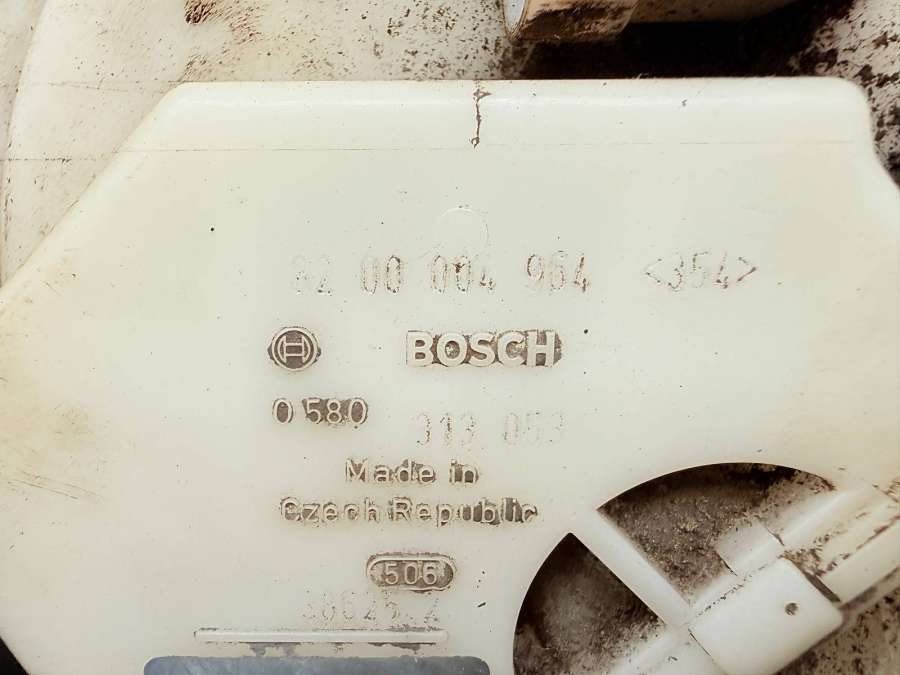 82 00 004 964 <354>
BOSCH
0 580 313 053
Made in
Czech Republic
506